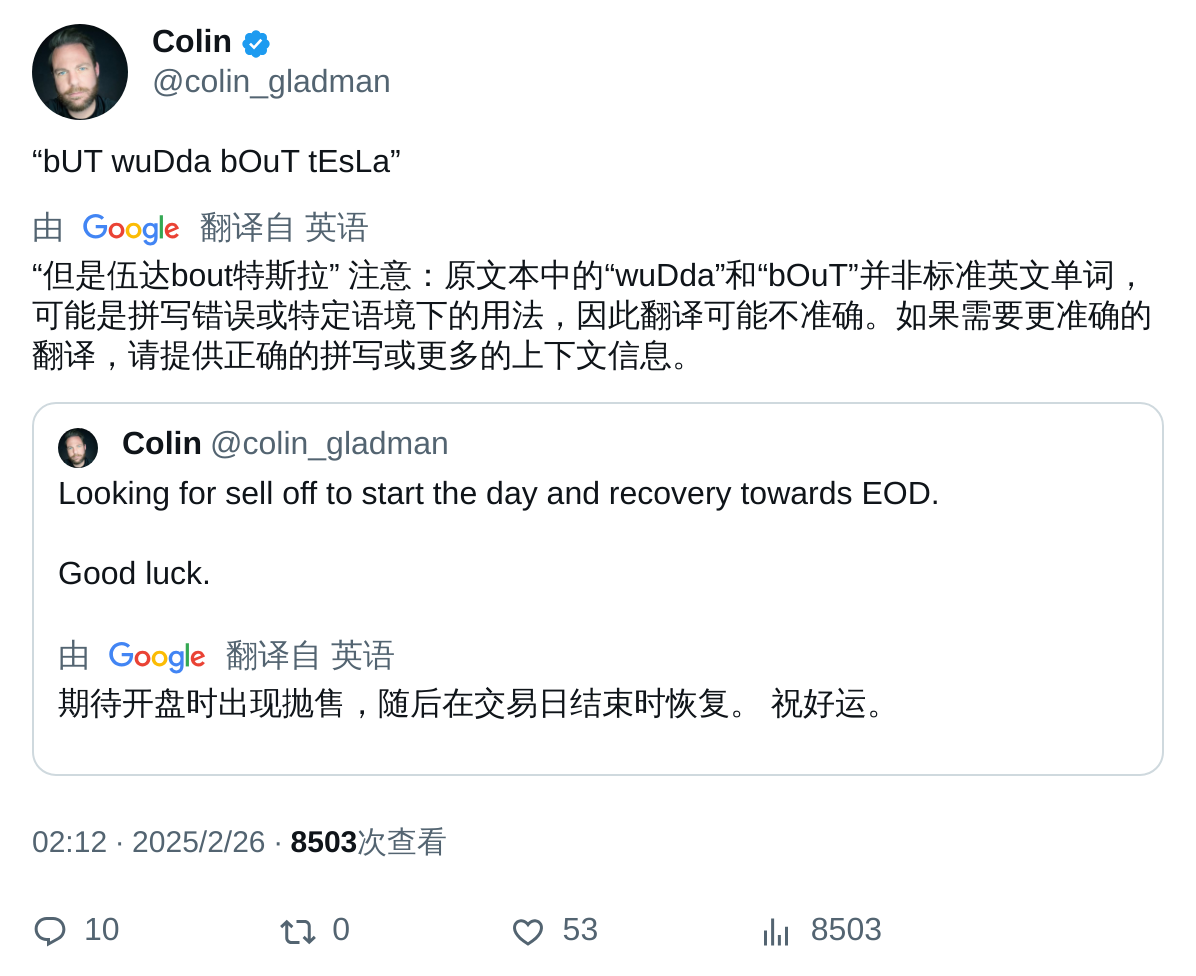 Colin
@colin_gladman
“bUT wuDda bOuT tEsLa”
由 Google 翻译自 英语
“但是伍达bout特斯拉” 注意：原文本中的“wuDda”和“bOuT”并非标准英文单词，
可能是拼写错误或特定语境下的用法，因此翻译可能不准确。如果需要更准确的
翻译，请提供正确的拼写或更多的上下文信息。
Colin @colin_gladman
Looking for sell off to start the day and recovery towards EOD.
Good luck.
由 Google 翻译自 英语
期待开盘时出现抛售，随后在交易日结束时恢复。 祝好运。
02:12 · 2025/2/26 · 8503次查看
10 0 53 8503